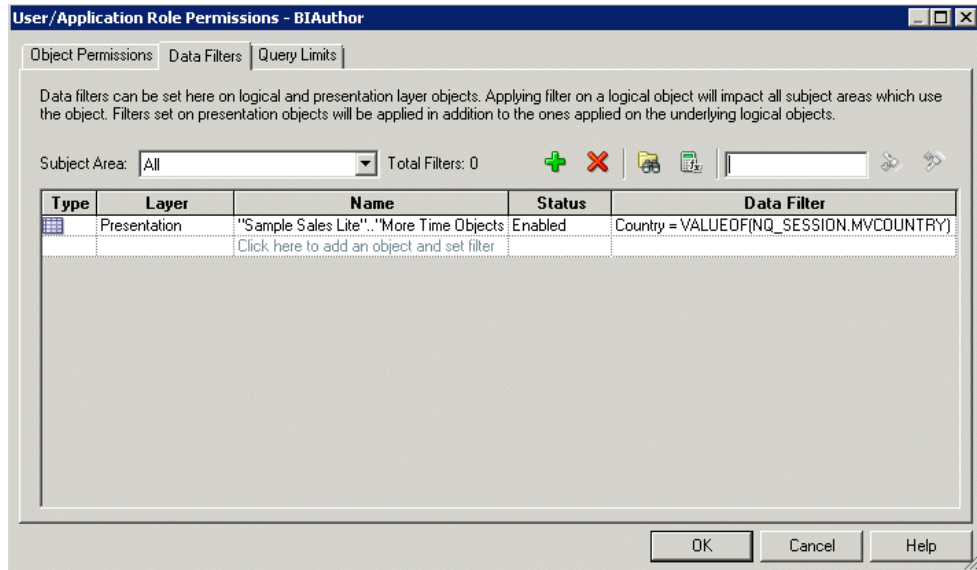 User/Application Role Permissions - BIAuthor
Object Permissions Data Filters Query Limits
Data filters can be set here on logical and presentation layer objects. Applying filter on a logical object will impact all subject areas which use
the object. Filters set on presentation objects will be applied in addition to the ones applied on the underlying logical objects.
Subject Area: All Total Filters: 0
Type Layer Name Status Data Filter
Presentation "Sample Sales Lite".."More Time Objects Enabled Country = VALUEOF(NQ_SESSION.MVCOUNTRY)
Click here to add an object and set filter
OK Cancel Help